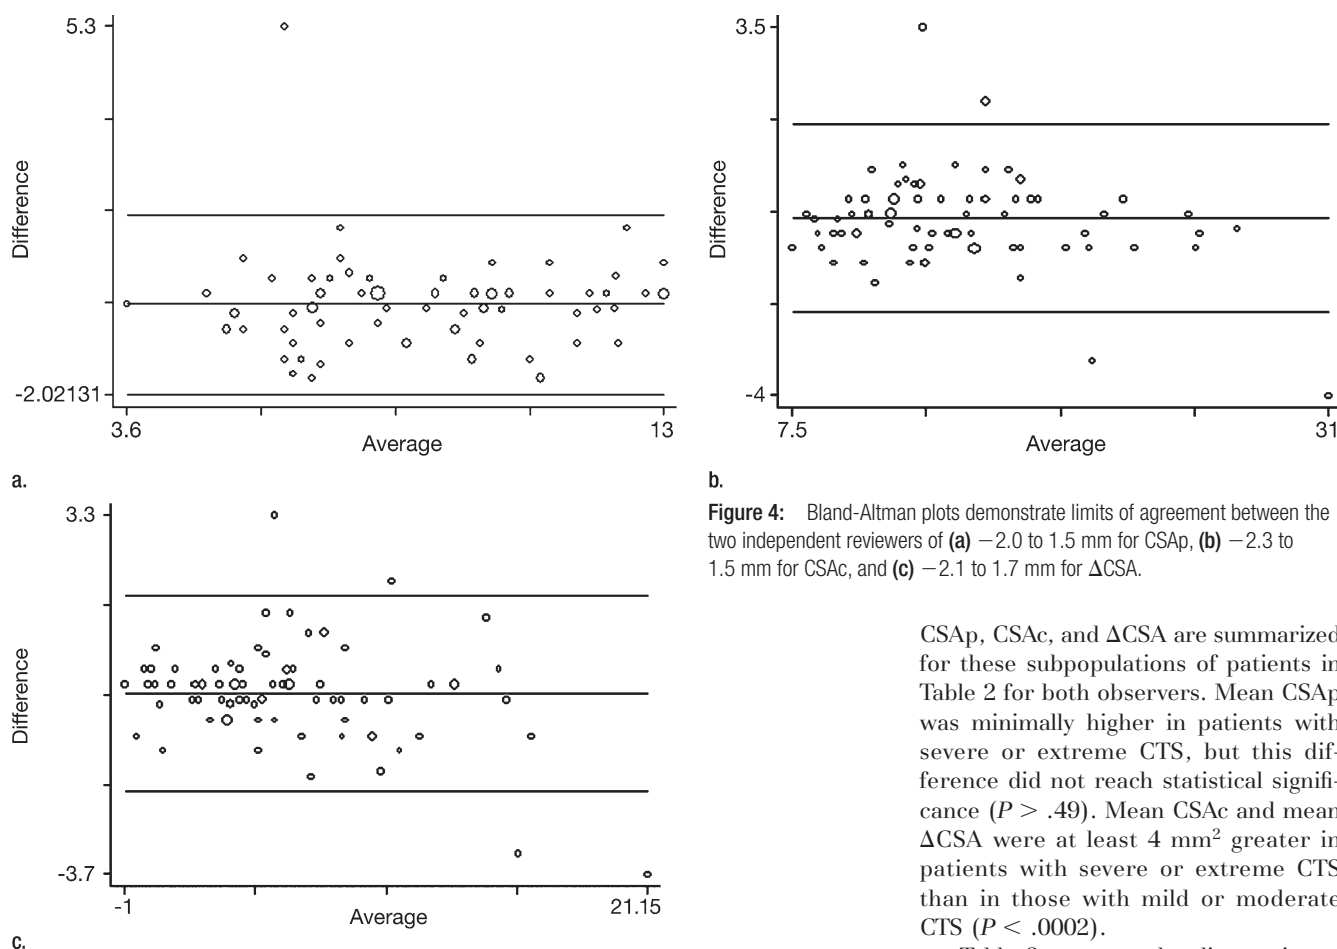 5.3
Difference
-2.02131
3.6
13
Average
a.
3.5
Difference
-4
7.5
31
Average
b.
Figure 4: Bland-Altman plots demonstrate limits of agreement between the
two independent reviewers of (a) −2.0 to 1.5 mm for CSAp, (b) −2.3 to
1.5 mm for CSAc, and (c) −2.1 to 1.7 mm for ΔCSA.
3.3
Difference
-3.7
-1
21.15
Average
c.
CSAp, CSAc, and ΔCSA are summarized
for these subpopulations of patients in
Table 2 for both observers. Mean CSAp
was minimally higher in patients with
severe or extreme CTS, but this dif-
ference did not reach statistical signifi-
cance (P > .49). Mean CSAc and mean
ΔCSA were at least 4 mm² greater in
patients with severe or extreme CTS
than in those with mild or moderate
CTS (P < .0002).